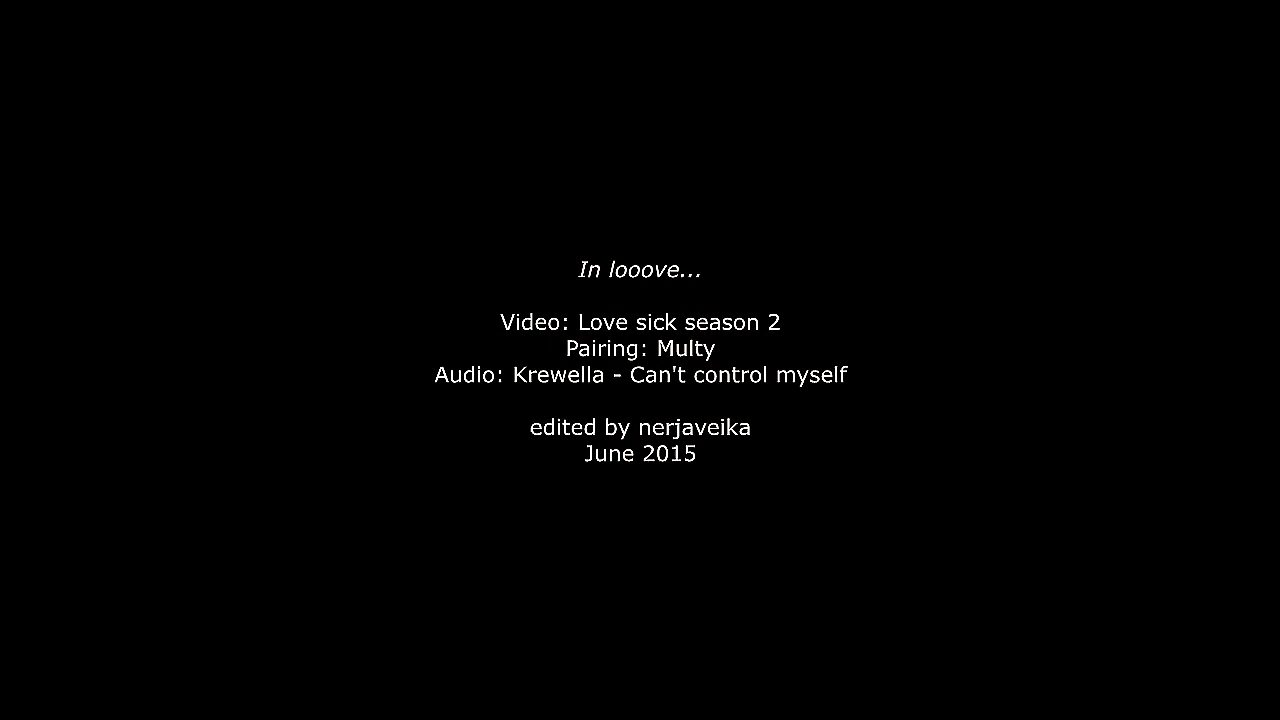 In looove...
Video: Love sick season 2
Pairing: Multy
Audio: Krewella - Can't control myself
edited by nerjaveika
June 2015